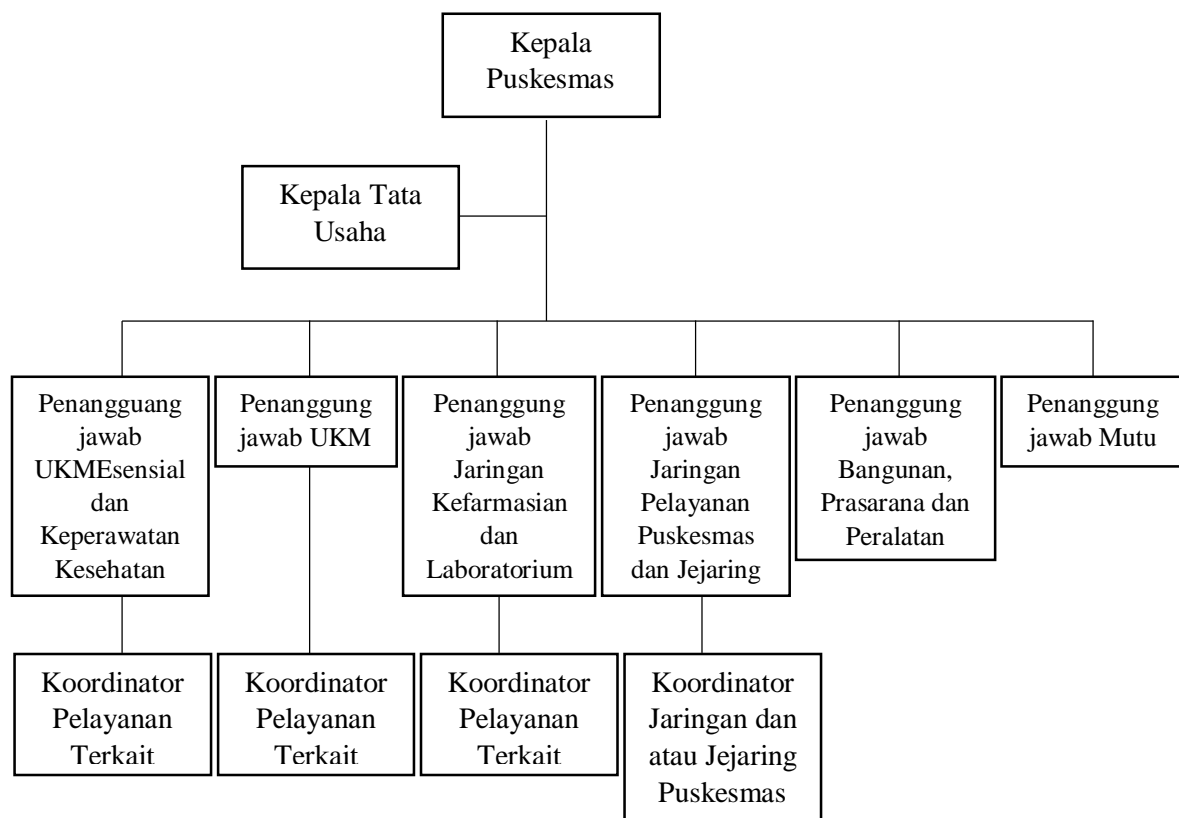 Kepala
Puskesmas
Kepala Tata
Usaha
Penangguang
jawab
UKMEsensial
dan
Keperawatan
Kesehatan
Penanggung
jawab UKM
Penanggung
jawab
Jaringan
Kefarmasian
dan
Laboratorium
Penanggung
jawab
Jaringan
Pelayanan
Puskesmas
dan Jejaring
Penanggung
jawab
Bangunan,
Prasarana dan
Peralatan
Penanggung
jawab Mutu
Koordinator
Pelayanan
Terkait
Koordinator
Pelayanan
Terkait
Koordinator
Pelayanan
Terkait
Koordinator
Jaringan dan
atau Jejaring
Puskesmas